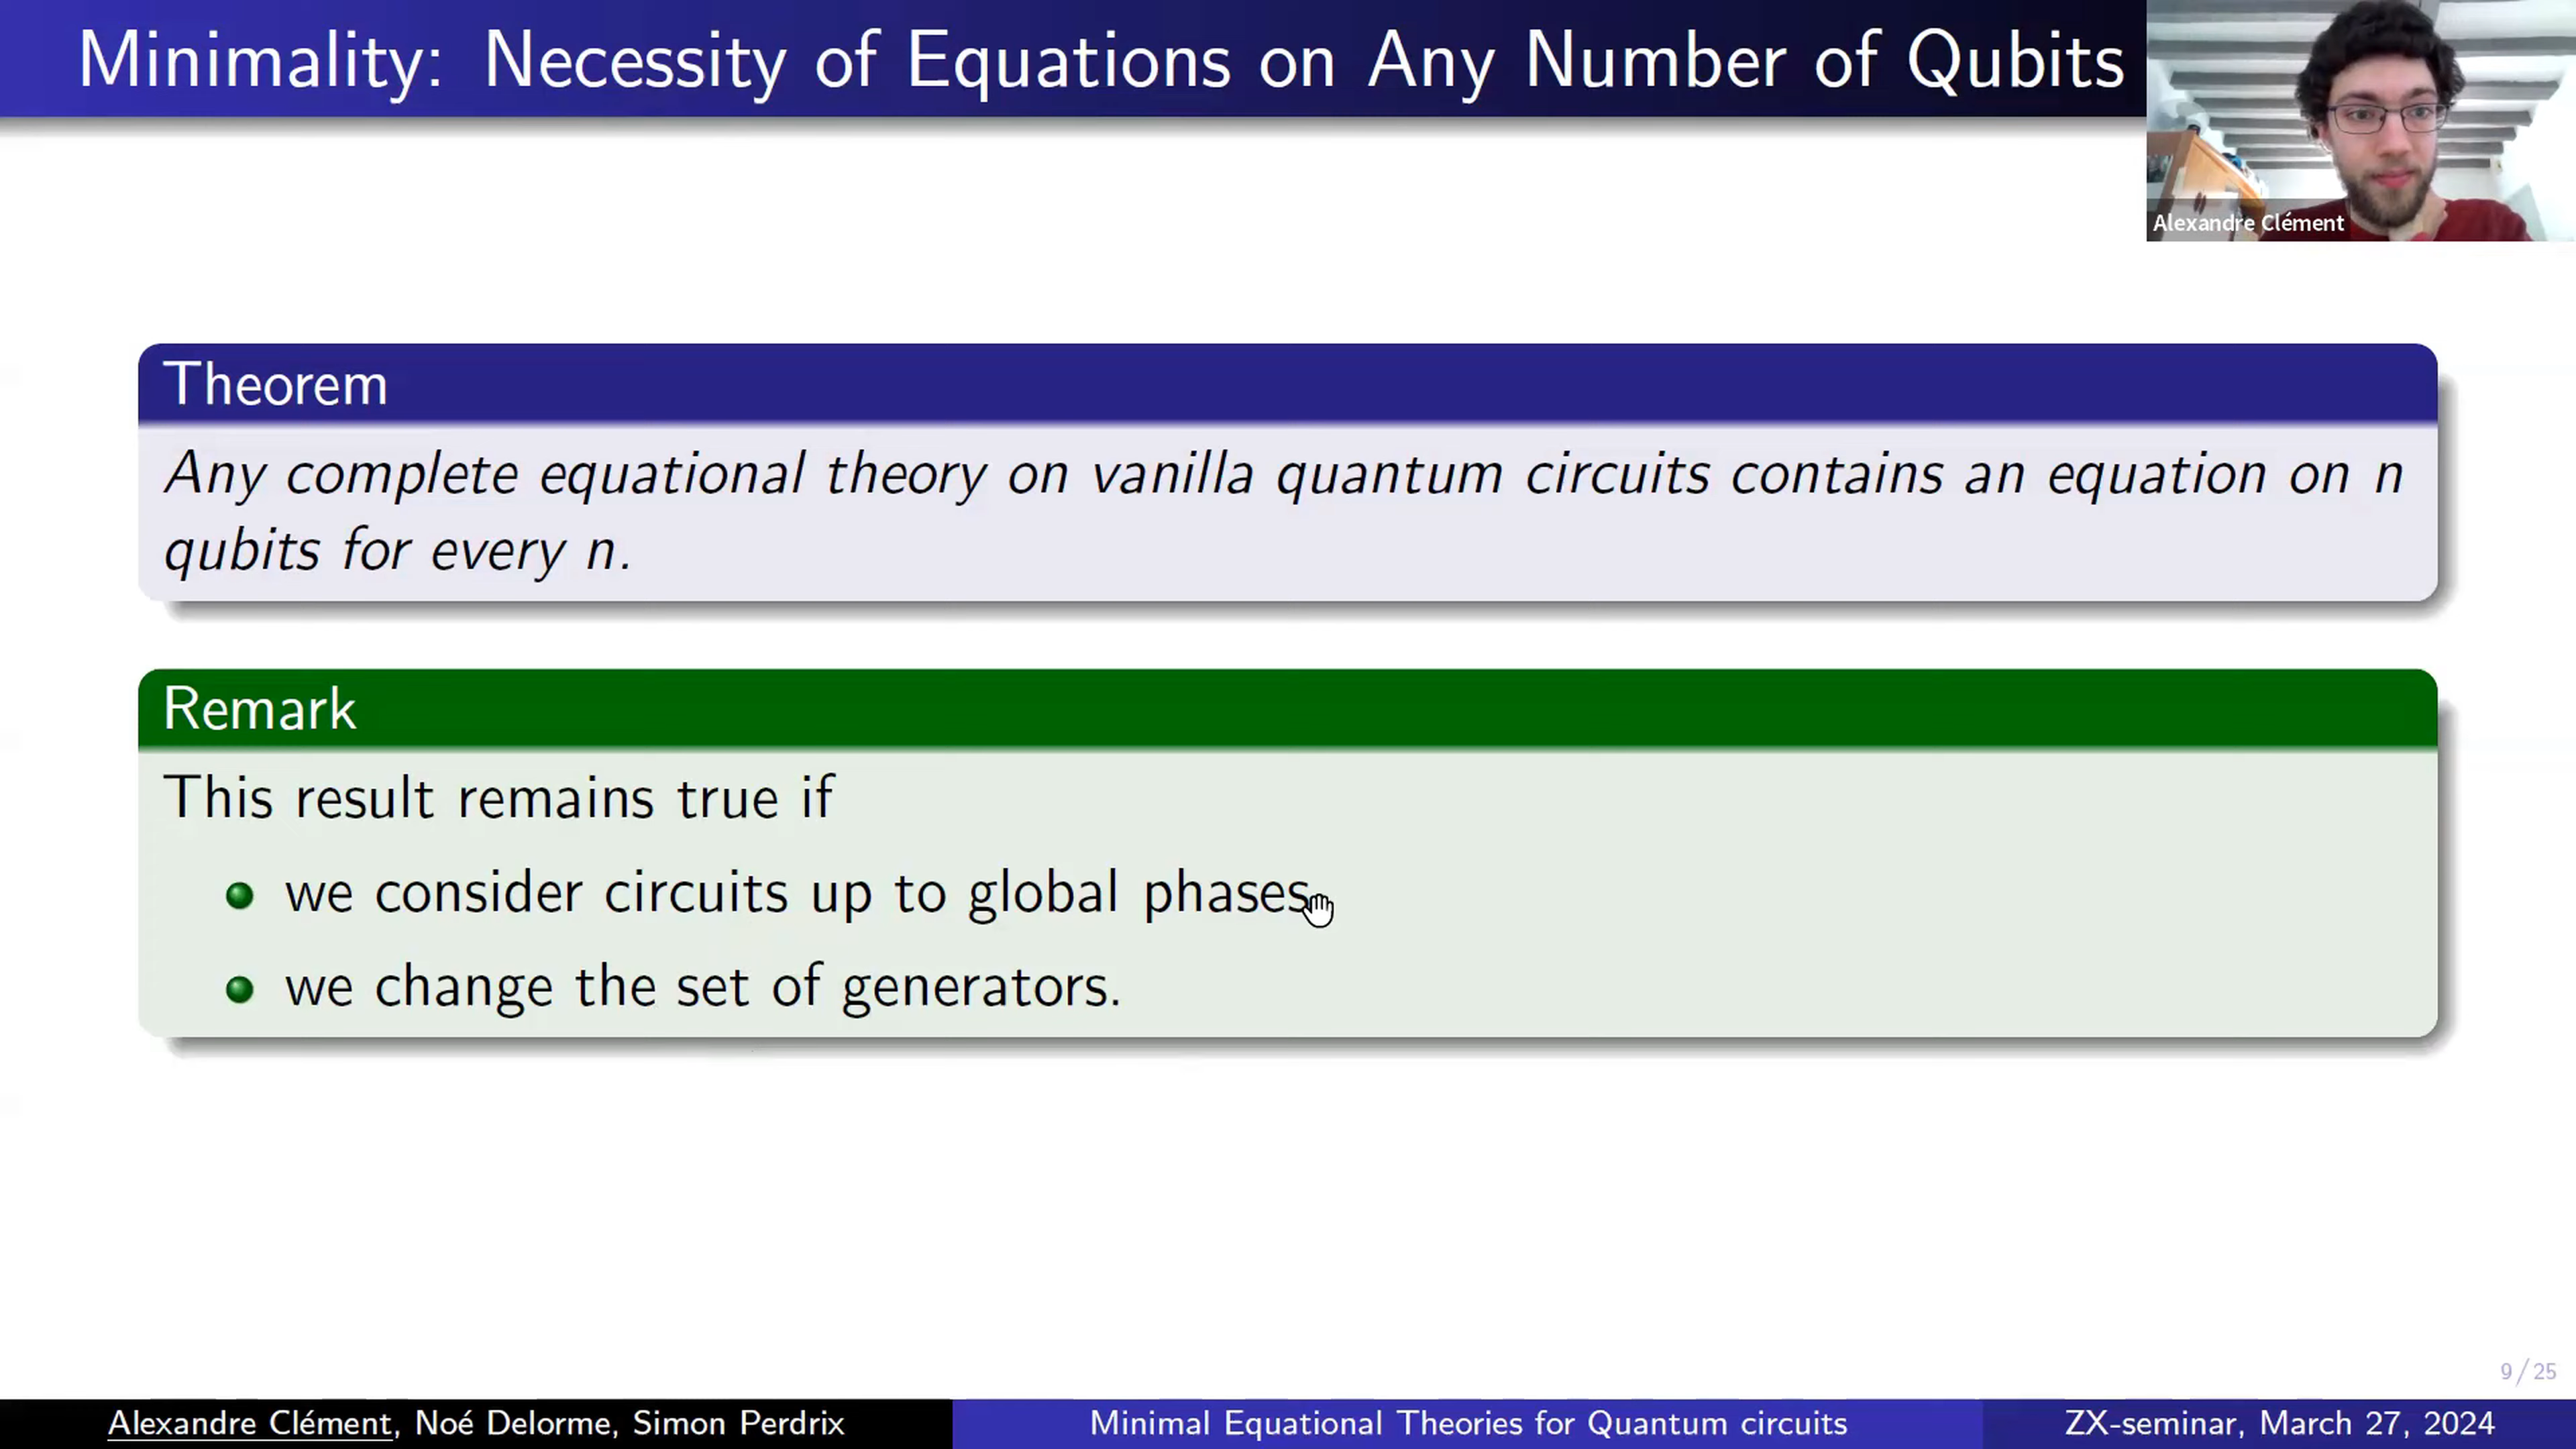 Minimality: Necessity of Equations on Any Number of Qubits
Alexandre Clément
Theorem
Any complete equational theory on vanilla quantum circuits contains an equation on n
qubits for every n.
Remark
This result remains true if
we consider circuits up to global phases
we change the set of generators.
9/25
Alexandre Clément, Noé Delorme, Simon Perdrix
Minimal Equational Theories for Quantum circuits
ZX-seminar, March 27, 2024